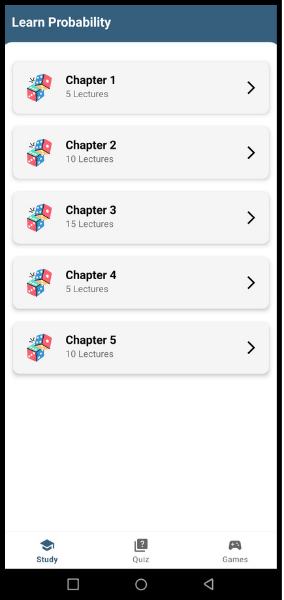 Learn Probability
Chapter 1
5 Lectures
Chapter 2
10 Lectures
Chapter 3
15 Lectures
Chapter 4
5 Lectures
Chapter 5
10 Lectures
Study
Quiz
Games